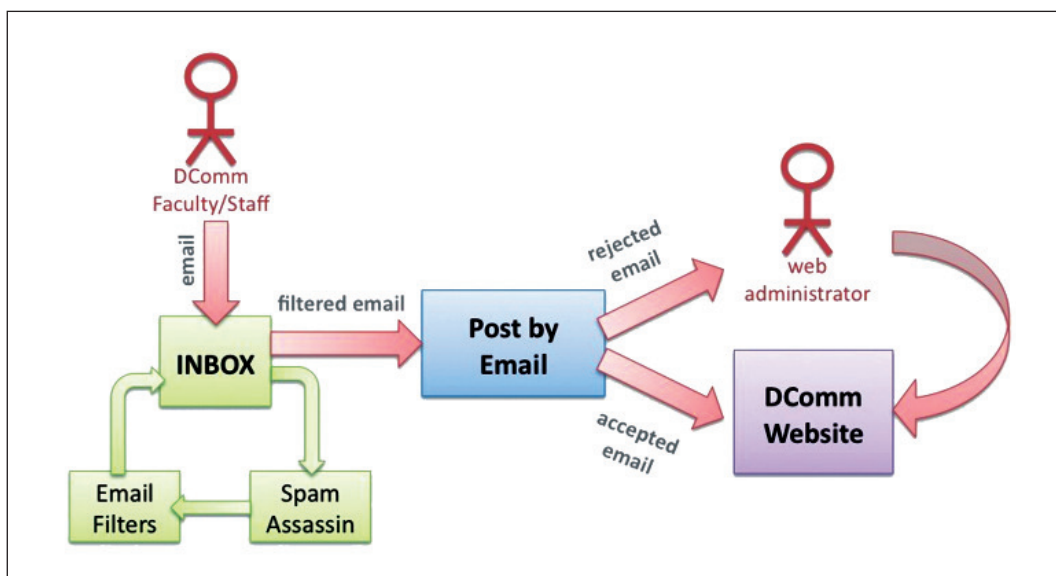 DComm
Faculty/Staff
email
INBOX
filtered email
Email
Filters
Spam
Assassin
Post by
Email
rejected
email
accepted
email
web
administrator
DComm
Website